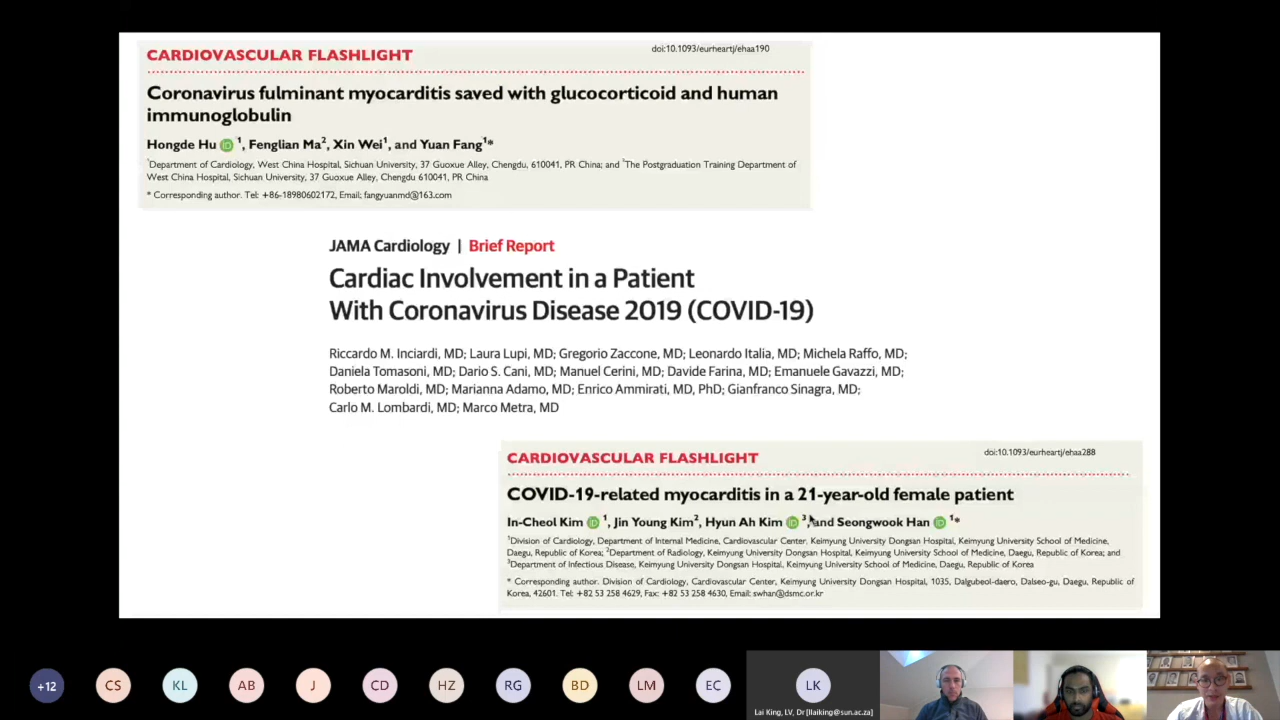 CARDIOVASCULAR FLASHLIGHT
doi:10.1093/eurheartj/ehaa190
Coronavirus fulminant myocarditis saved with glucocorticoid and human
immunoglobulin
Hongde Hu iD 1, Fenglian Ma2, Xin Wei1, and Yuan Fang1*
1Department of Cardiology, West China Hospital, Sichuan University, 37 Guoxue Alley, Chengdu, 610041, PR China; and 2The Postgraduation Training Department of
West China Hospital, Sichuan University, 37 Guoxue Alley, Chengdu 610041, PR China
* Corresponding author. Tel: +86-18980602172, Email; fangyuanmd@163.com
JAMA Cardiology | Brief Report
Cardiac Involvement in a Patient
With Coronavirus Disease 2019 (COVID-19)
Riccardo M. Inciardi, MD; Laura Lupi, MD; Gregorio Zaccone, MD; Leonardo Italia, MD; Michela Raffo, MD;
Daniela Tomasoni, MD; Dario S. Cani, MD; Manuel Cerini, MD; Davide Farina, MD; Emanuele Gavazzi, MD;
Roberto Maroldi, MD; Marianna Adamo, MD; Enrico Ammirati, MD, PhD; Gianfranco Sinagra, MD;
Carlo M. Lombardi, MD; Marco Metra, MD
CARDIOVASCULAR FLASHLIGHT
doi:10.1093/eurheartj/ehaa288
COVID-19-related myocarditis in a 21-year-old female patient
In-Cheol Kim iD 1, Jin Young Kim2, Hyun Ah Kim iD 3, and Seongwook Han iD 1*
1Division of Cardiology, Department of Internal Medicine, Cardiovascular Center, Keimyung University Dongsan Hospital, Keimyung University School of Medicine,
Daegu, Republic of Korea; 2Department of Radiology, Keimyung University Dongsan Hospital, Keimyung University School of Medicine, Daegu, Republic of Korea; and
3Department of Infectious Disease, Keimyung University Dongsan Hospital, Keimyung University School of Medicine, Daegu, Republic of Korea
* Corresponding author. Division of Cardiology, Cardiovascular Center, Keimyung University Dongsan Hospital, 1035, Dalgubeol-daero, Dalseo-gu, Daegu, Republic of
Korea, 42601. Tel: +82 53 258 4629, Fax: +82 53 258 4630, Email: swhan@dsmc.or.kr
+12 CS KL AB J CD HZ RG BD LM EC LK
Lai King, LV, Dr [llaiking@sun.ac.za]